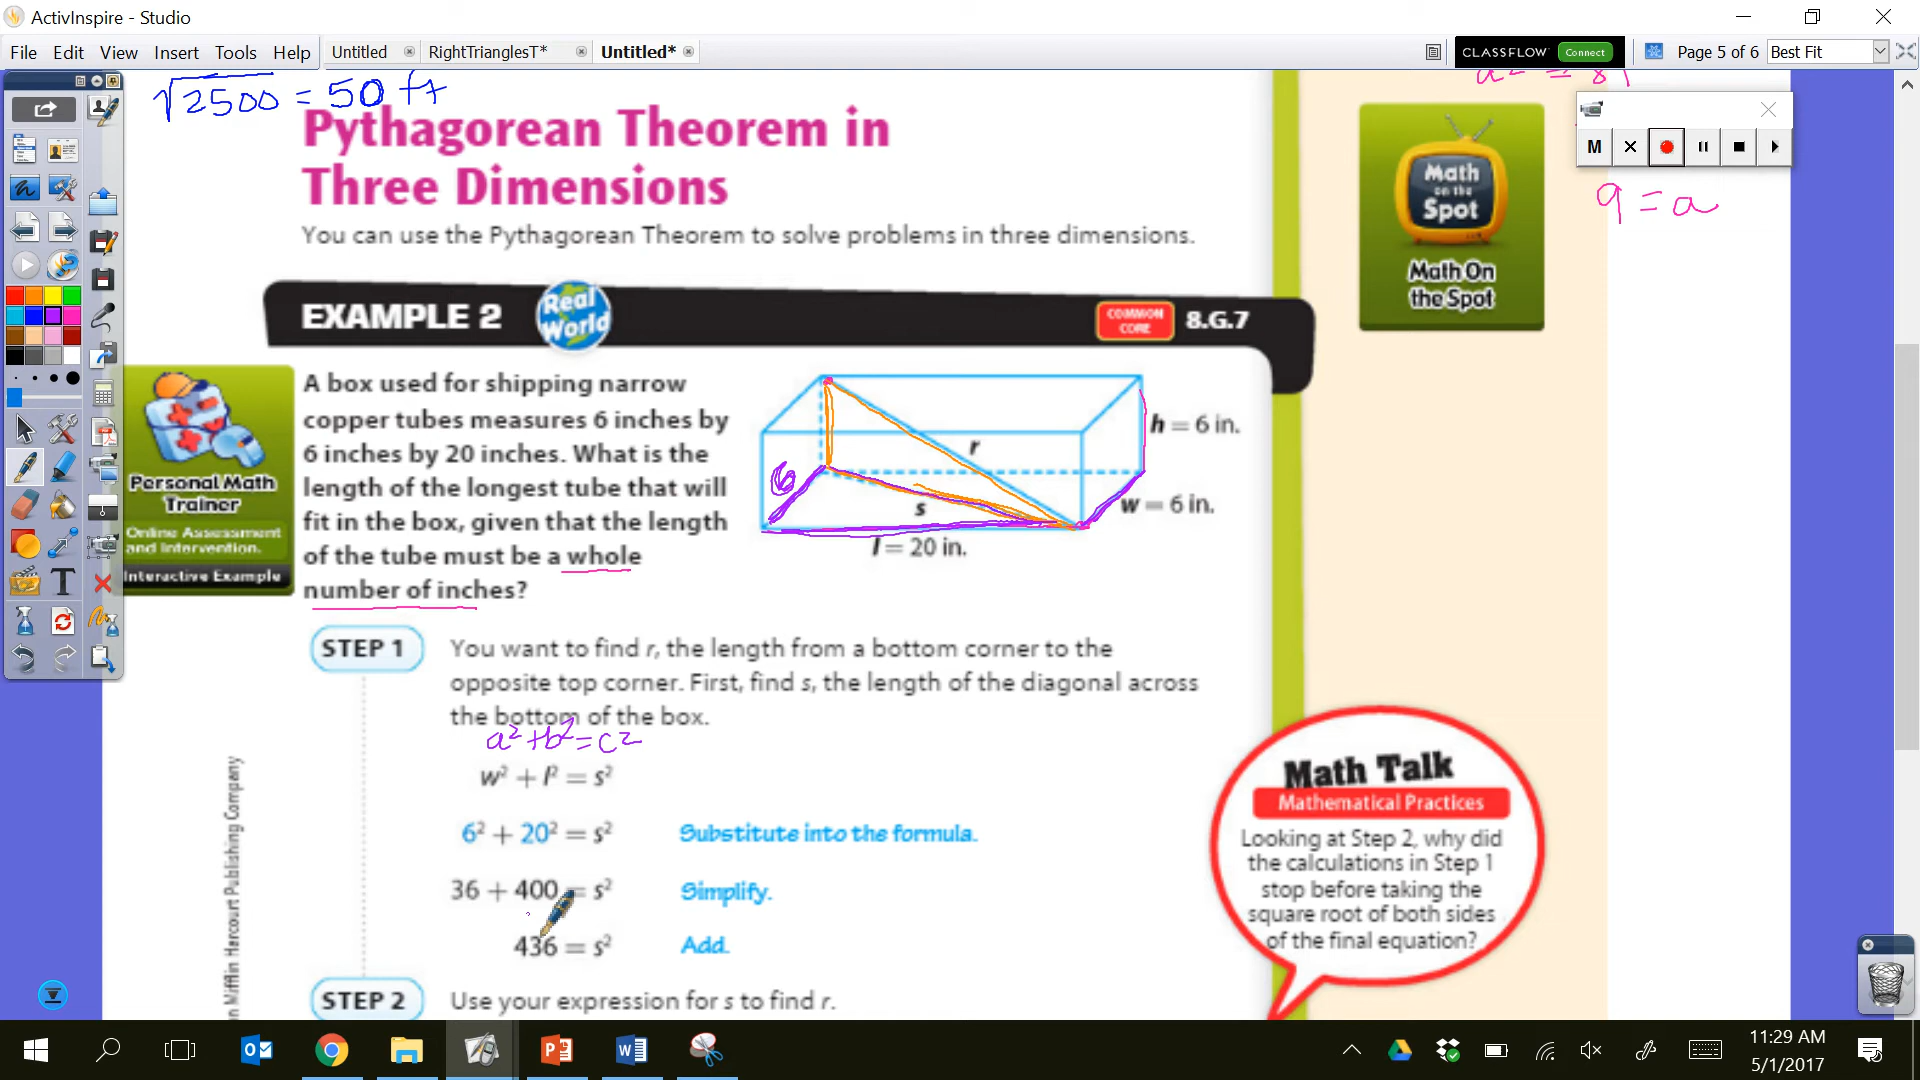 ActivInspire - Studio
File Edit View Insert Tools Help
Untitled RightTrianglesT* Untitled*
CLASSFLOW Connect
Page 5 of 6 Best Fit
√2500 = 50 ft
Pythagorean Theorem in
Three Dimensions
You can use the Pythagorean Theorem to solve problems in three dimensions.
M
9 = a
Math
on the
Spot
Math On
the Spot
EXAMPLE 2
Real
World
COMMON
CORE
8.G.7
Personal Math
Trainer
Online Assessment
and Intervention.
Interactive Example
A box used for shipping narrow
copper tubes measures 6 inches by
6 inches by 20 inches. What is the
length of the longest tube that will
fit in the box, given that the length
of the tube must be a whole
number of inches?
h = 6 in.
r
6
s
w = 6 in.
l = 20 in.
STEP 1
You want to find r, the length from a bottom corner to the
opposite top corner. First, find s, the length of the diagonal across
the bottom of the box.
a² + b² = c²
w² + l² = s²
6² + 20² = s² Substitute into the formula.
36 + 400 = s² Simplify.
436 = s² Add.
STEP 2
Use your expression for s to find r.
Math Talk
Mathematical Practices
Looking at Step 2, why did
the calculations in Step 1
stop before taking the
square root of both sides
of the final equation?
Mifflin Harcourt Publishing Company
T
11:29 AM
5/1/2017